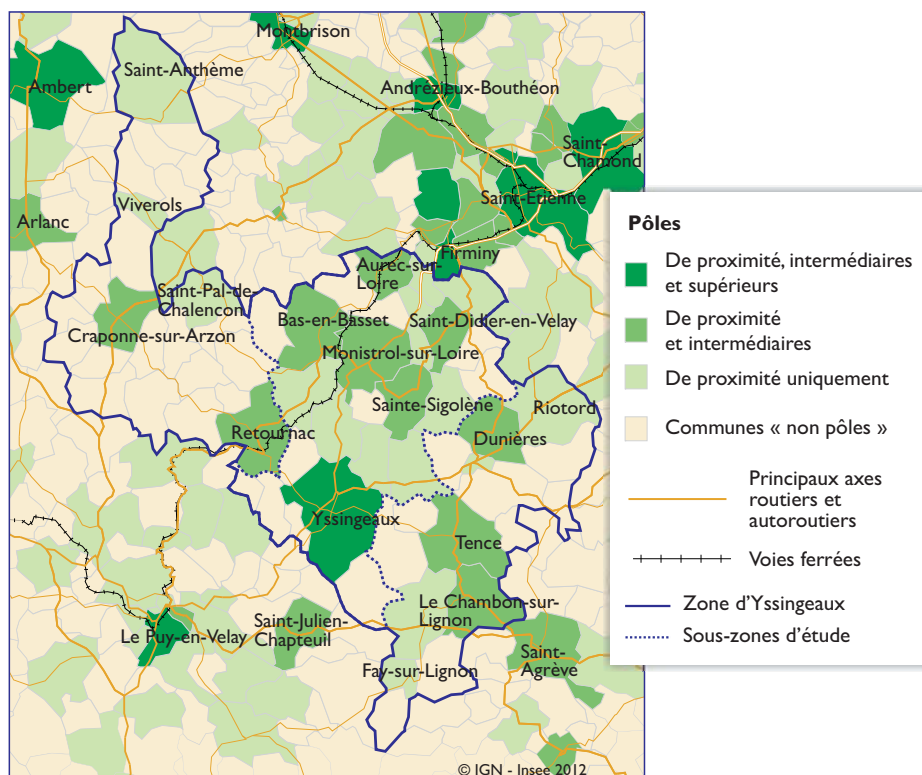 Montbrison
Saint-Anthème
Ambert
Andrézieux-Bouthéon
Saint-
Chamond
Saint-Étienne
Viverols
Arlanc
Firminy
Aurec-sur-
Loire
Saint-Pal-de-
Chalencon
Bas-en-Basset
Saint-Didier-en-Velay
Craponne-sur-Arzon
Monistrol-sur-Loire
Sainte-Sigolène
Riotord
Retournac
Dunières
Yssingeaux
Tence
Le Chambon-sur-
Lignon
Saint-Julien-
Chapteuil
Le Puy-en-Velay
Saint-
Agrève
Fay-sur-Lignon
© IGN - Insee 2012
Pôles
De proximité, intermédiaires
et supérieurs
De proximité
et intermédiaires
De proximité uniquement
Communes « non pôles »
Principaux axes
routiers et
autoroutiers
Voies ferrées
Zone d'Yssingeaux
Sous-zones d'étude